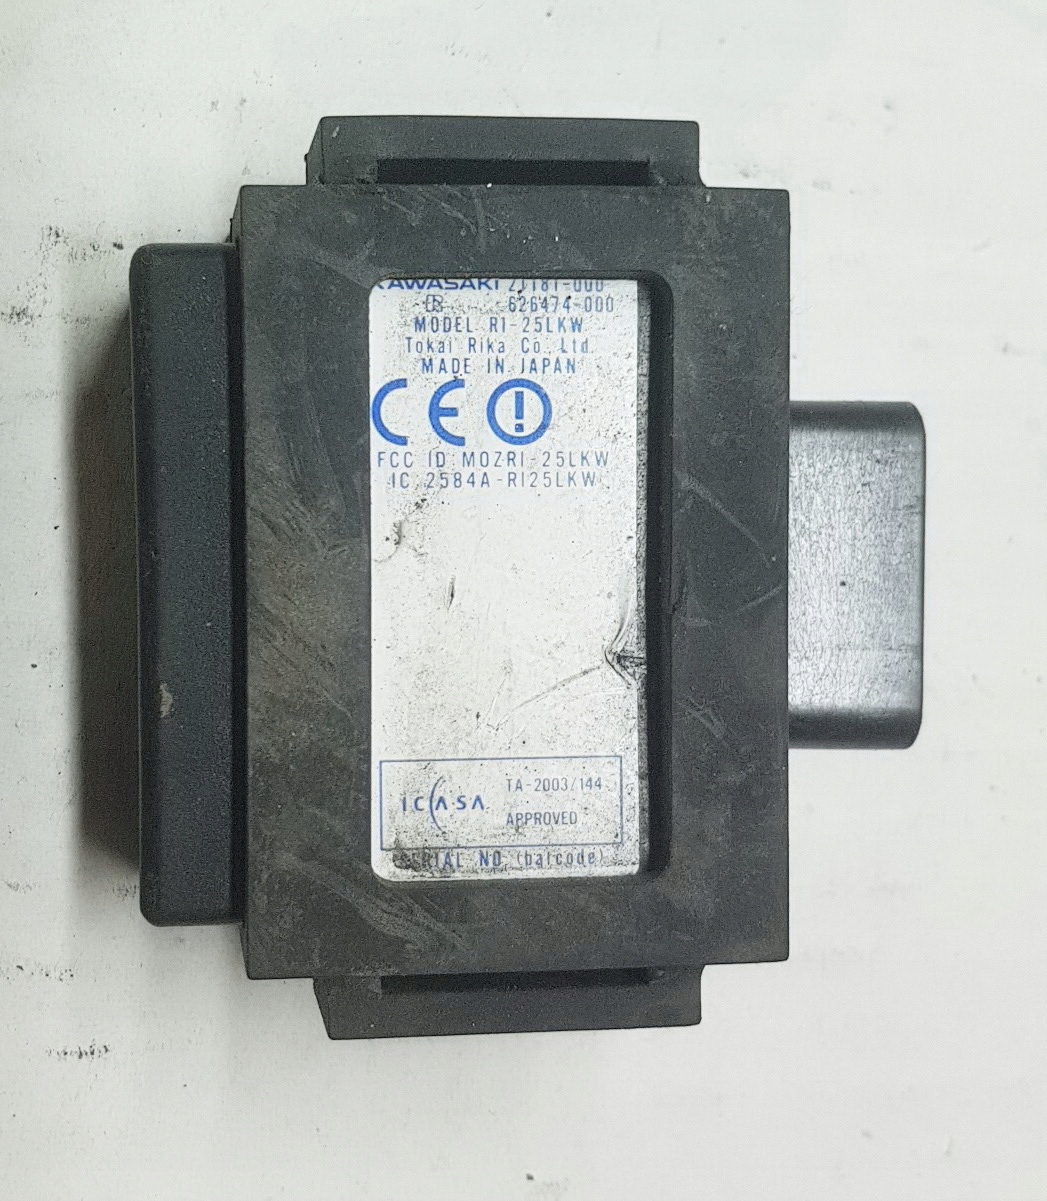 KAWASAKI 21181-000
626474-000
MODEL RI-25LKW
Tokai Rika Co. Ltd.
MADE IN JAPAN
CE
FCC ID MOZRI-25LKW
IC 2584A-RI25LKW
ICASA TA-2003/144
APPROVED
SERIAL NO (balcode)